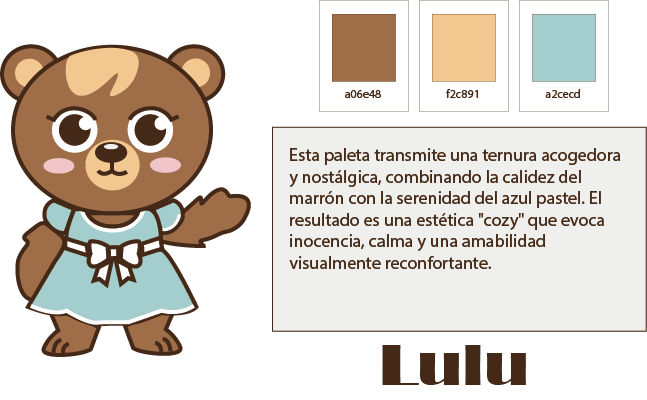 a06e48
f2c891
a2cecd
Esta paleta transmite una ternura acogedora
y nostálgica, combinando la calidez del
marrón con la serenidad del azul pastel. El
resultado es una estética "cozy" que evoca
inocencia, calma y una amabilidad
visualmente reconfortante.
Lulu